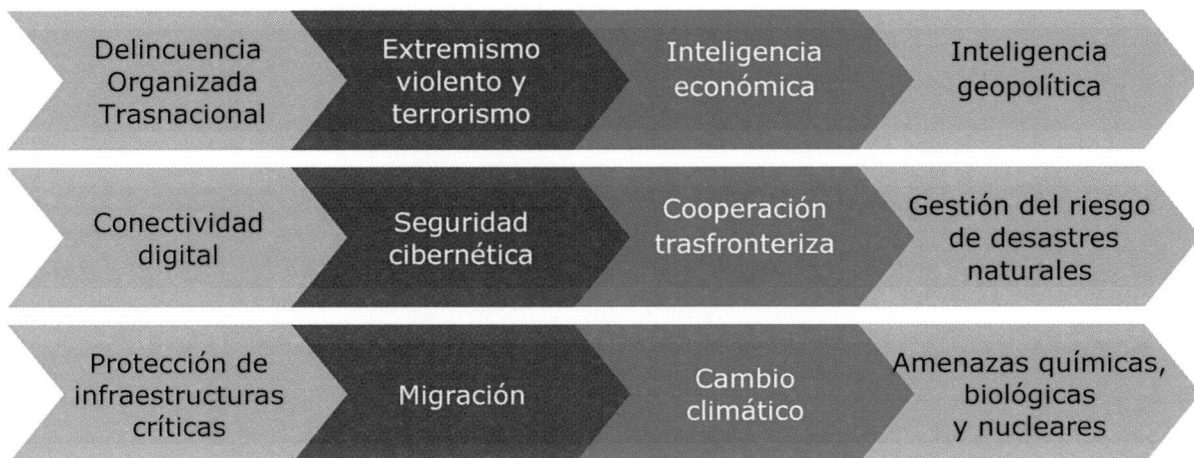 Delincuencia
Organizada
Trasnacional
Extremismo
violento y
terrorismo
Inteligencia
económica
Inteligencia
geopolítica
Conectividad
digital
Seguridad
cibernética
Cooperación
trasfronteriza
Gestión del riesgo
de desastres
naturales
Protección de
infraestructuras
críticas
Migración
Cambio
climático
Amenazas químicas,
biológicas
y nucleares